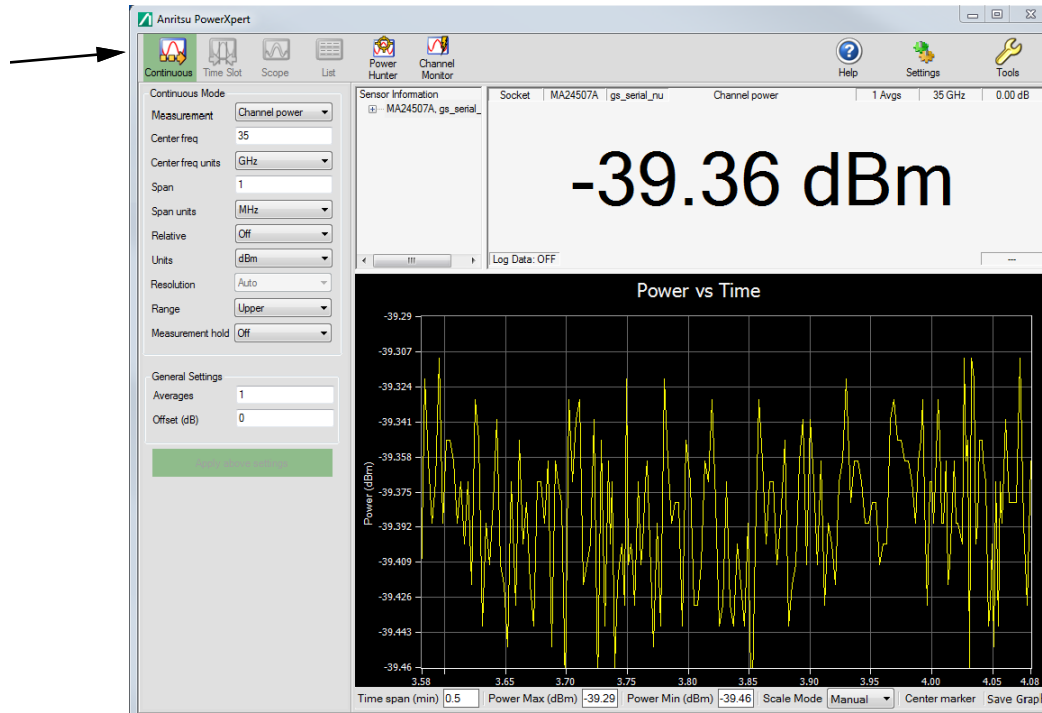 Anritsu PowerXpert
Continuous Time Slot Scope List Power Hunter Channel Monitor Help Settings Tools
Continuous Mode
Measurement Channel power
Center freq 35
Center freq units GHz
Span 1
Span units MHz
Relative Off
Units dBm
Resolution Auto
Range Upper
Measurement hold Off
General Settings
Averages 1
Offset (dB) 0
Apply above settings
Sensor Information
MA24507A, gs_serial_
Socket MA24507A gs_serial_nu Channel power 1 Avgs 35 GHz 0.00 dB
-39.36 dBm
Log Data: OFF ---
Power vs Time
Power (dBm)
-39.29
-39.307
-39.324
-39.341
-39.358
-39.375
-39.392
-39.409
-39.426
-39.443
-39.46
3.58 3.65 3.70 3.75 3.80 3.85 3.90 3.95 4.00 4.05 4.08
Time span (min) 0.5 Power Max (dBm) -39.29 Power Min (dBm) -39.46 Scale Mode Manual Center marker Save Grap